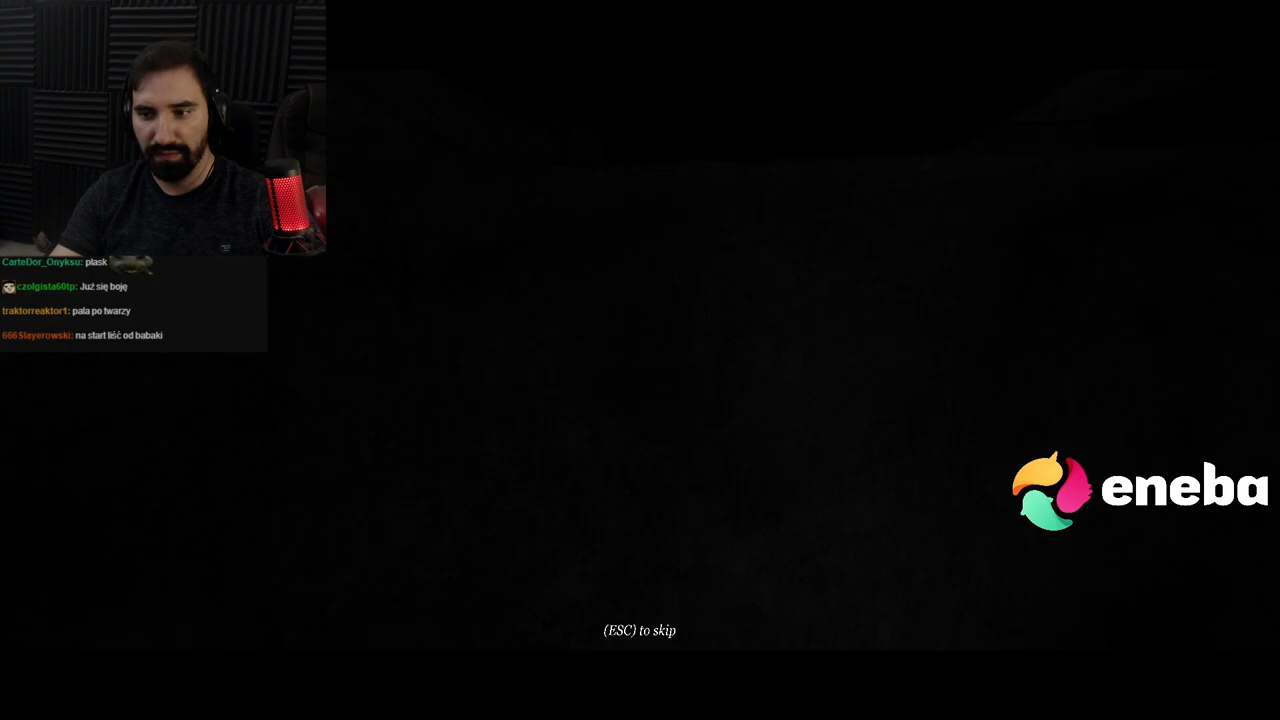 CarteDor_Onyksu: plask
czolgista60tp: Już się boję
traktorreaktor1: pala po twarzy
666Slayerowski: na start liść od babaki
eneba
(ESC) to skip